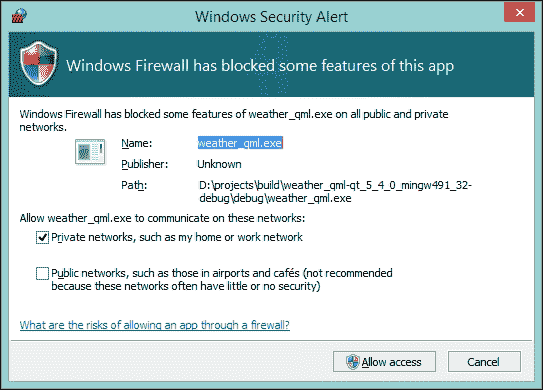 Windows Security Alert
Windows Firewall has blocked some features of this app
Windows Firewall has blocked some features of weather_qml.exe on all public and private
networks.
Name: weather_qml.exe
Publisher: Unknown
Path: D:\projects\build\weather_qml-qt_5_4_0_mingw491_32-
debug\debug\weather_qml.exe
Allow weather_qml.exe to communicate on these networks:
Private networks, such as my home or work network
Public networks, such as those in airports and cafés (not recommended
because these networks often have little or no security)
What are the risks of allowing an app through a firewall?
Allow access Cancel